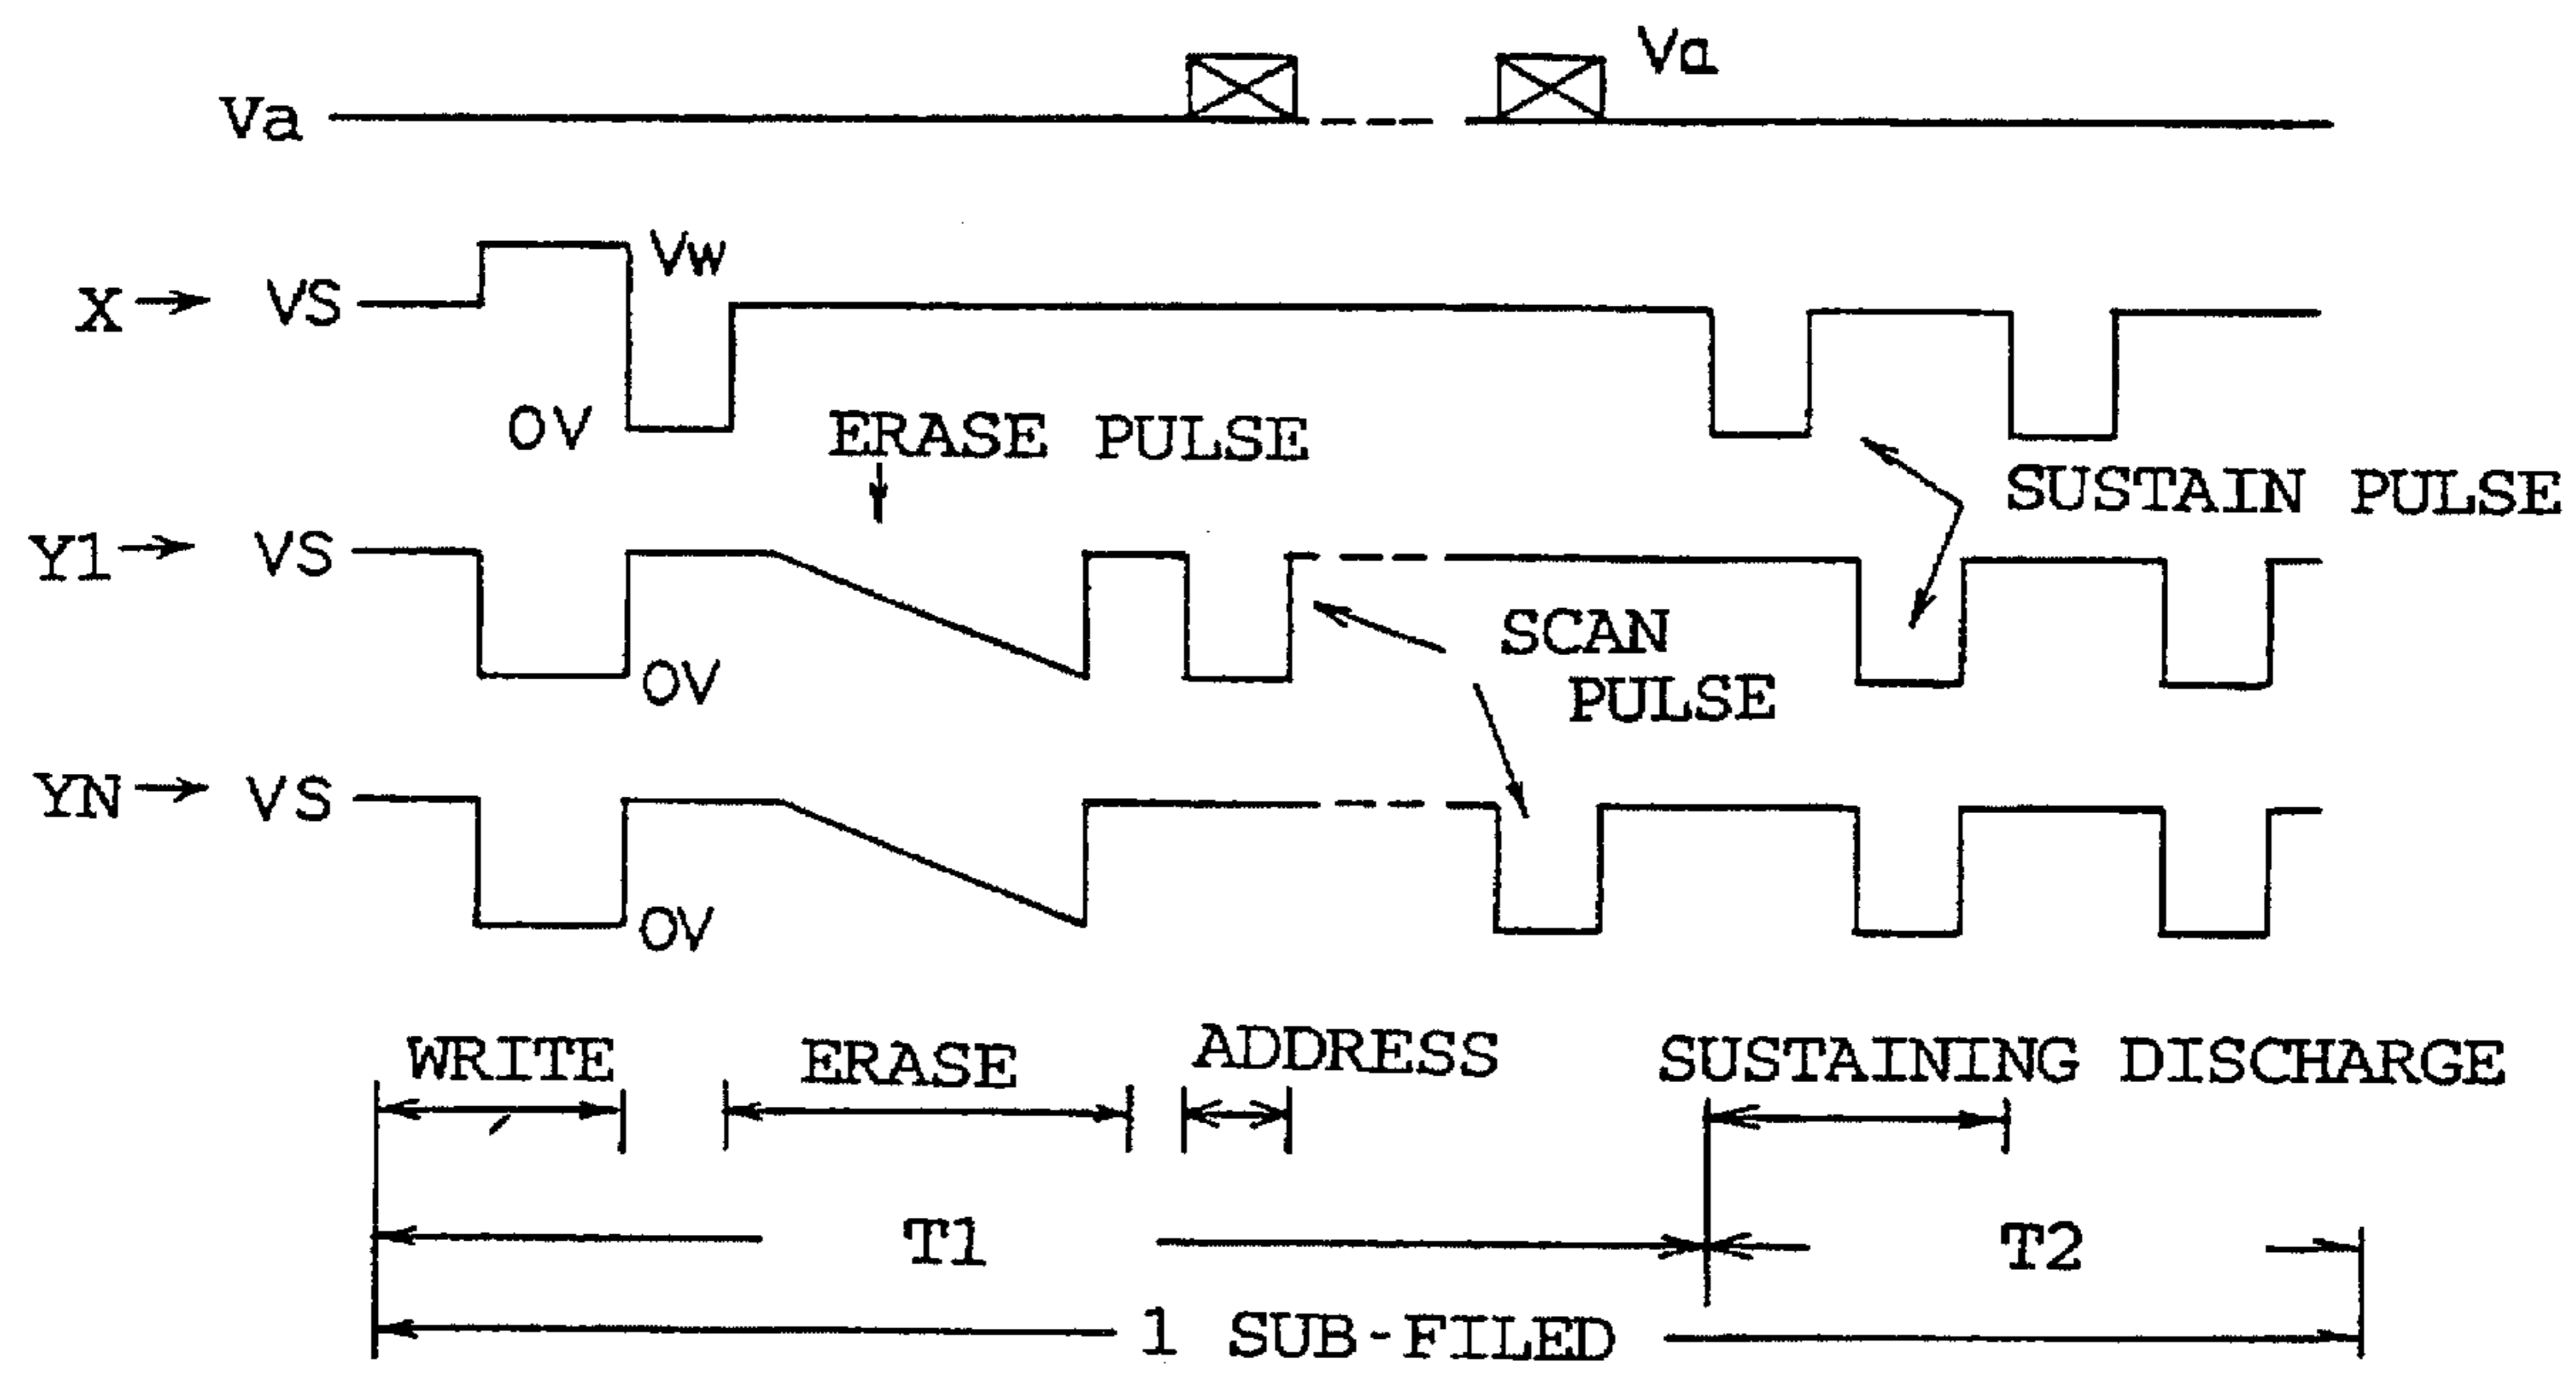 Va
Va
X → VS
Vw
0V
ERASE PULSE
SUSTAIN PULSE
Y1 → VS
0V
SCAN
PULSE
YN → VS
0V
WRITE
ERASE
ADDRESS
SUSTAINING DISCHARGE
T1
T2
1 SUB-FILED